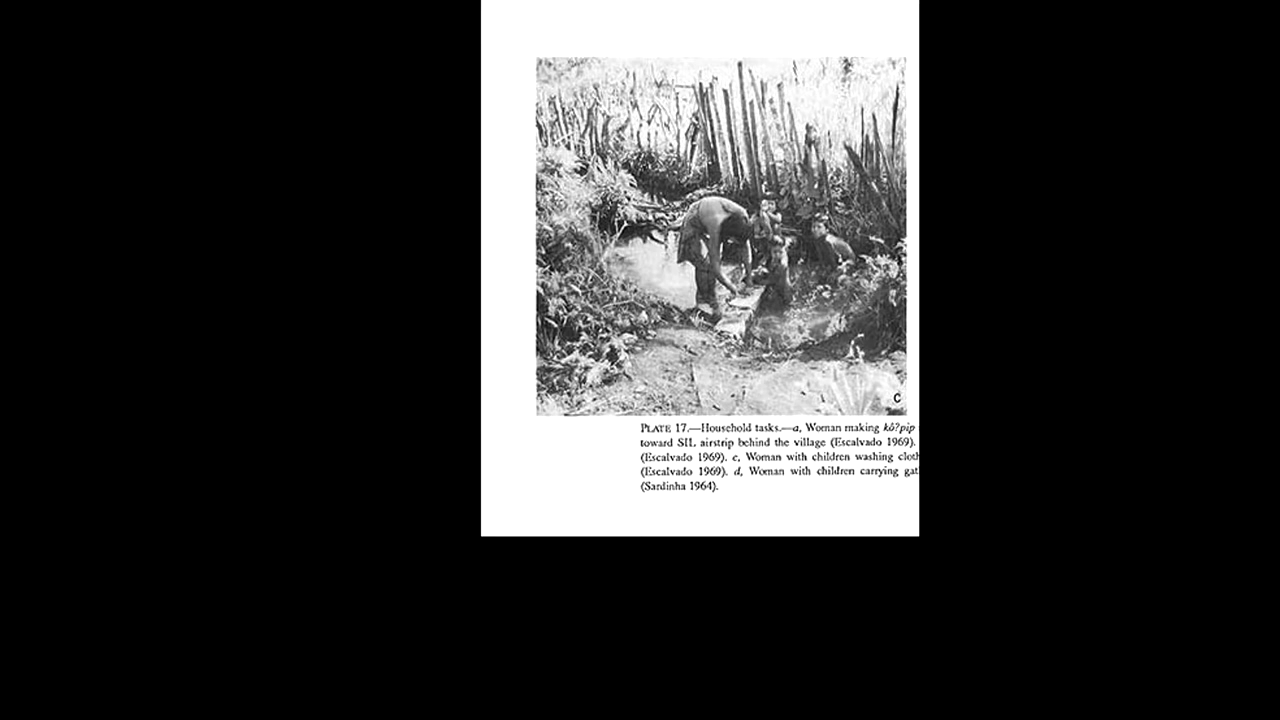 C
PLATE 17.—Household tasks.—a, Woman making kô?pip
toward SIL airstrip behind the village (Escalvado 1969).
(Escalvado 1969). c, Woman with children washing cloth
(Escalvado 1969). d, Woman with children carrying gat
(Sardinha 1964).